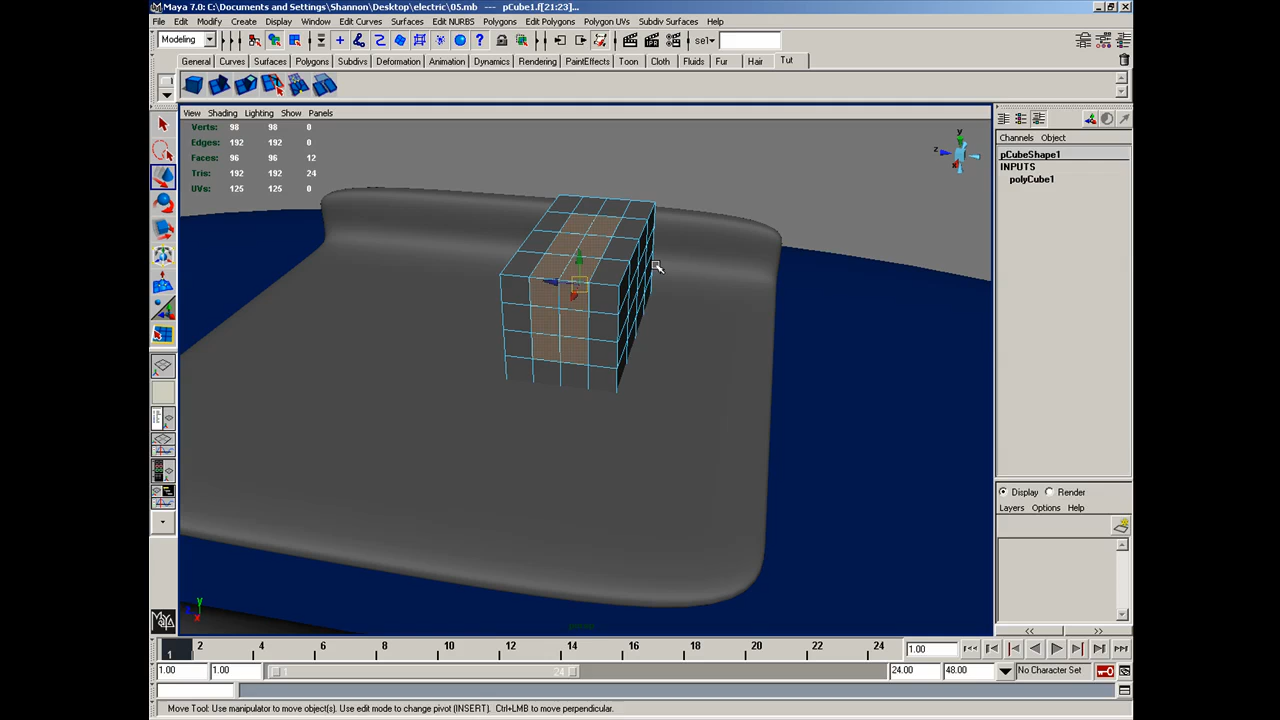 Maya 7.0: C:\Documents and Settings\Shannon\Desktop\electric\05.mb --- pCube1.f[21:23]...
File Edit Modify Create Display Window Edit Curves Surfaces Edit NURBS Polygons Edit Polygons Polygon UVs Subdiv Surfaces Help
Modeling sel
General Curves Surfaces Polygons Subdivs Deformation Animation Dynamics Rendering PaintEffects Toon Cloth Fluids Fur Hair Tut
View Shading Lighting Show Panels
Channels Object
Verts: 98 98 0
Edges: 192 192 0
Faces: 96 96 12
Tris: 192 192 24
UVs: 125 125 0
y
z
x
pCubeShape1
INPUTS
polyCube1
Display Render
Layers Options Help
y
x
persp
<< >>
1 2 4 6 8 10 12 14 16 18 20 22 24 1.00
1.00 1.00 1 24 24.00 48.00 No Character Set
Move Tool: Use manipulator to move object(s). Use edit mode to change pivot (INSERT). Ctrl+LMB to move perpendicular.